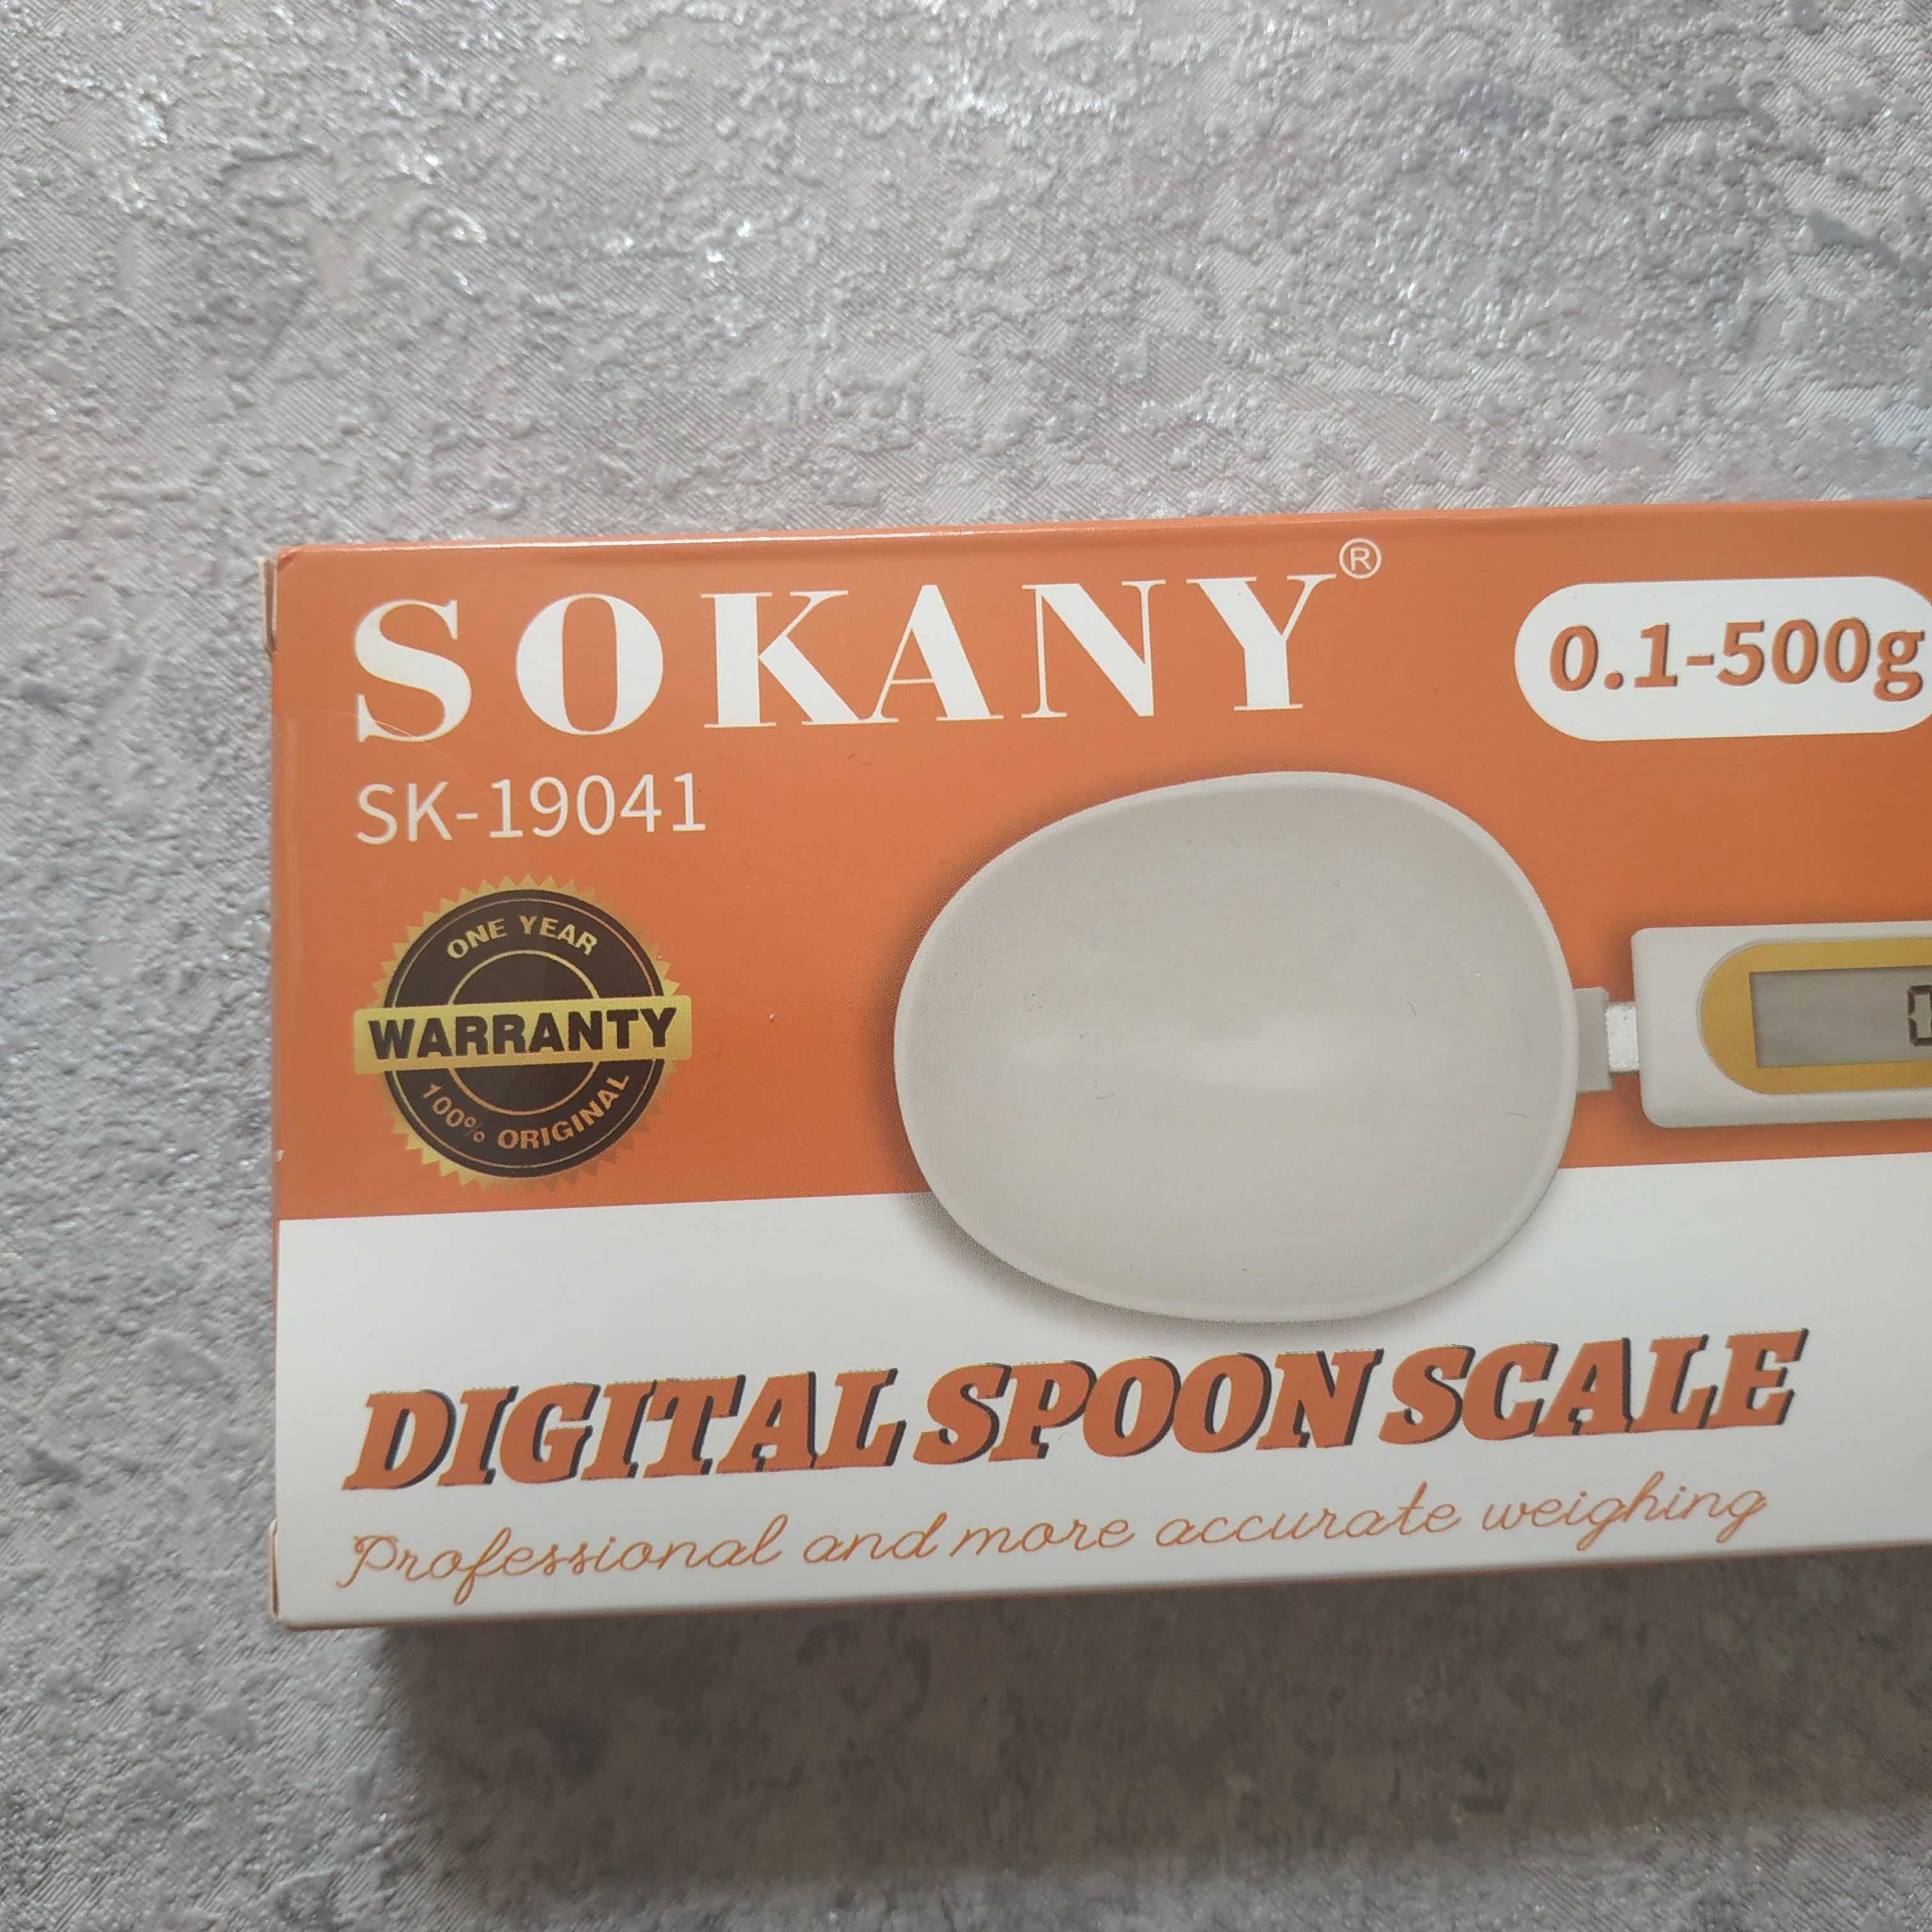 SOKANY®
0.1-500g
SK-19041
ONE YEAR
WARRANTY
100% ORIGINAL
0
DIGITAL SPOON SCALE
Professional and more accurate weighing